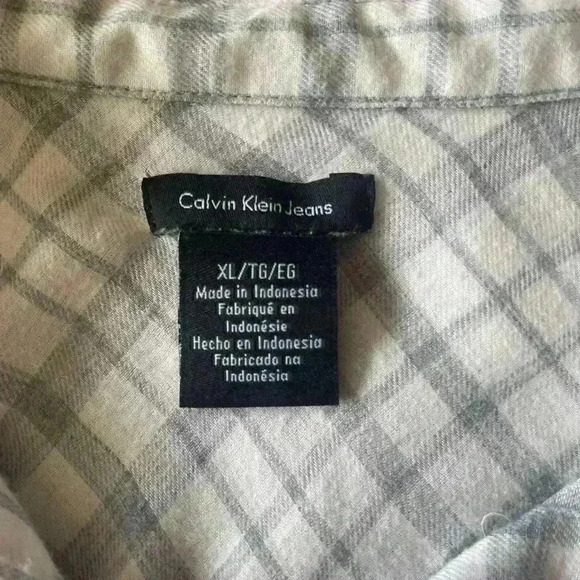 Calvin Klein Jeans
XL/TG/EG
Made in Indonesia
Fabriqué en
Indonésie
Hecho en Indonesia
Fabricado na
Indonésia